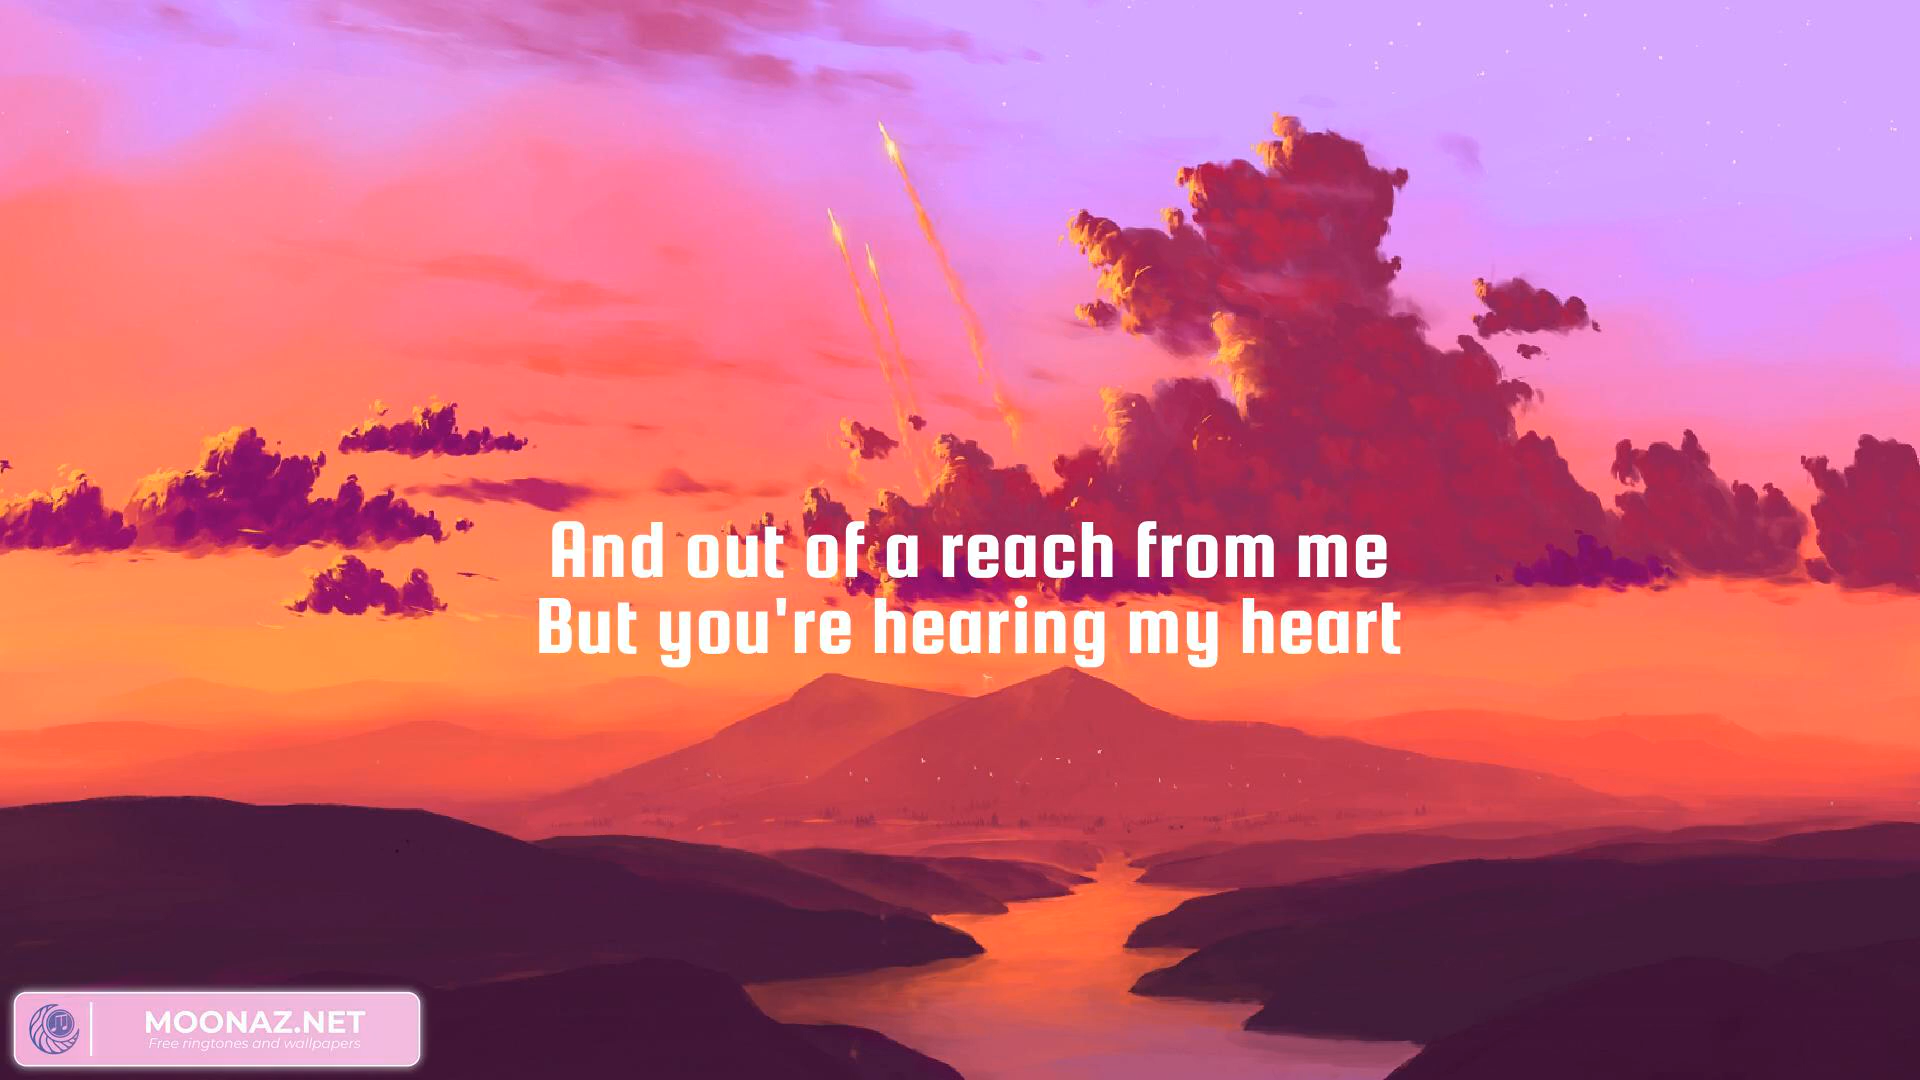 And out of a reach from me
But you're hearing my heart
MOONAZ.NET
Free ringtones and wallpapers